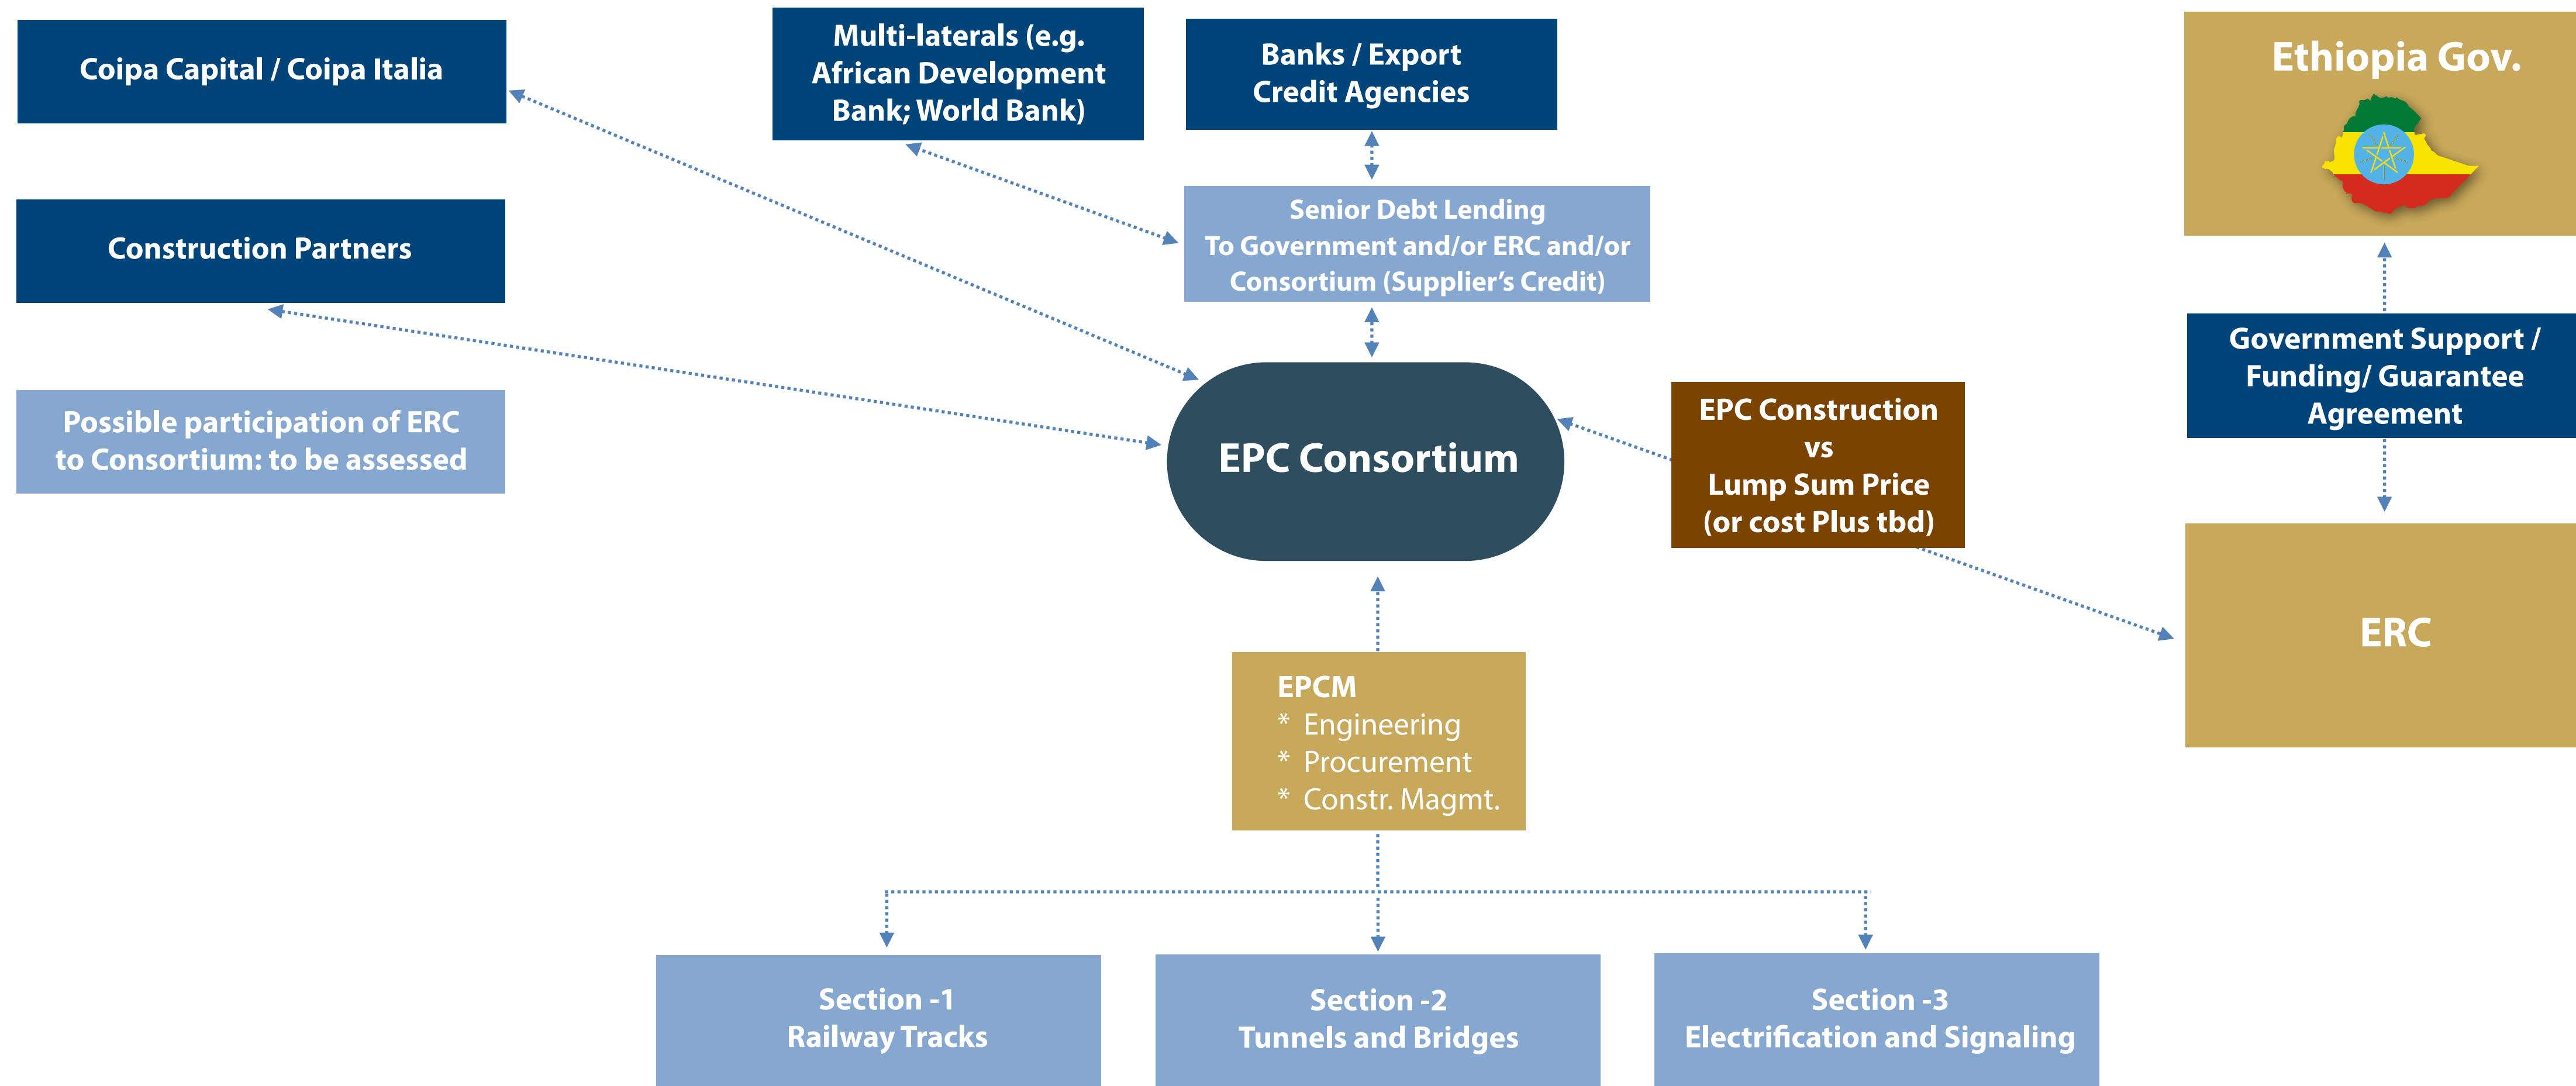 Coipa Capital / Coipa Italia
Multi-laterals (e.g.
African Development
Bank; World Bank)
Banks / Export
Credit Agencies
Ethiopia Gov.
Construction Partners
Senior Debt Lending
To Government and/or ERC and/or
Consortium (Supplier’s Credit)
Government Support /
Funding/ Guarantee
Agreement
Possible participation of ERC
to Consortium: to be assessed
EPC Consortium
EPC Construction
vs
Lump Sum Price
(or cost Plus tbd)
ERC
EPCM
* Engineering
* Procurement
* Constr. Magmt.
Section -1
Railway Tracks
Section -2
Tunnels and Bridges
Section -3
Electrification and Signaling